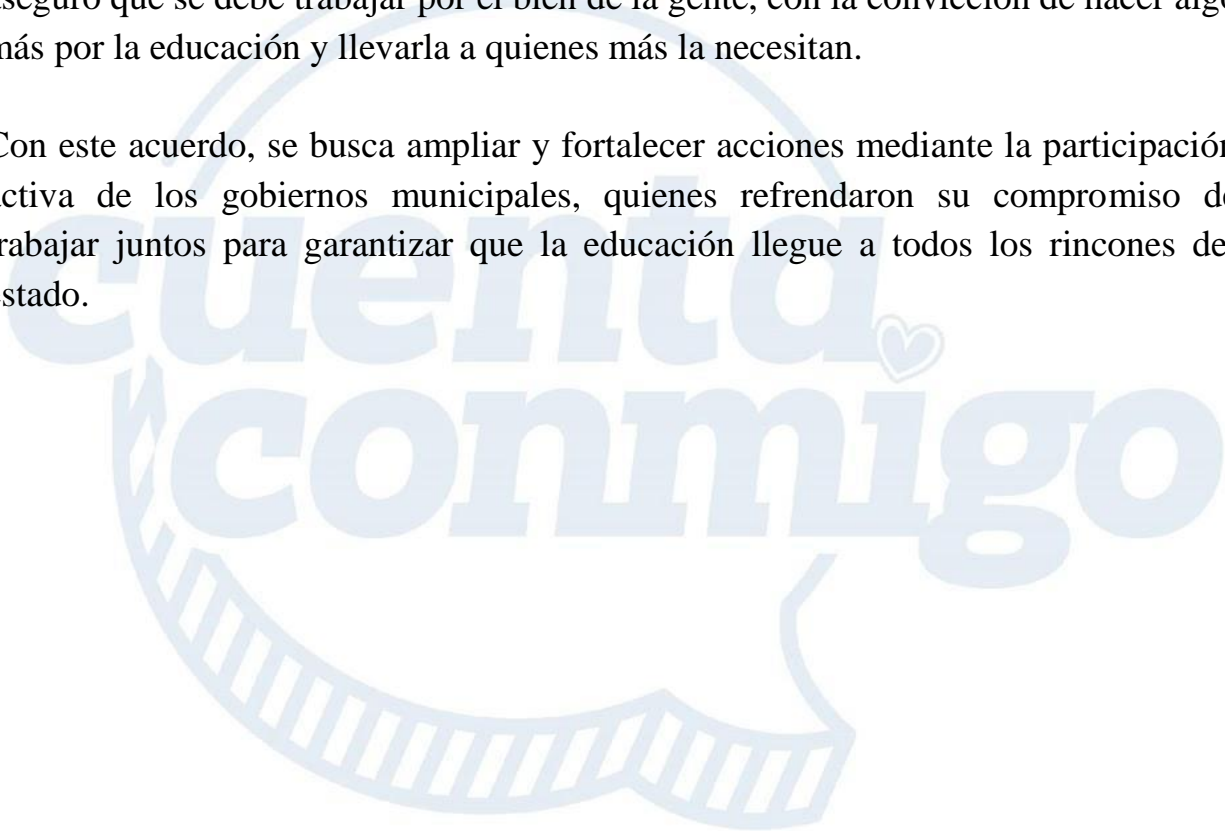 aseguró que se debe trabajar por el bien de la gente, con la convicción de hacer algo
más por la educación y llevarla a quienes más la necesitan.
Con este acuerdo, se busca ampliar y fortalecer acciones mediante la participación
activa de los gobiernos municipales, quienes refrendaron su compromiso de
trabajar juntos para garantizar que la educación llegue a todos los rincones del
estado.
cuenta
conmigo